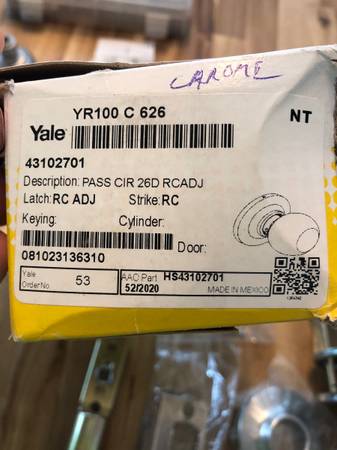 CAROME
YR100 C 626
NT
Yale
43102701
Description: PASS CIR 26D RCADJ
Latch: RC ADJ Strike: RC
Keying: Cylinder:
Door:
081023136310
Yale Order No. 53
AAC Part HS43102701
52/2020 MADE IN MEXICO